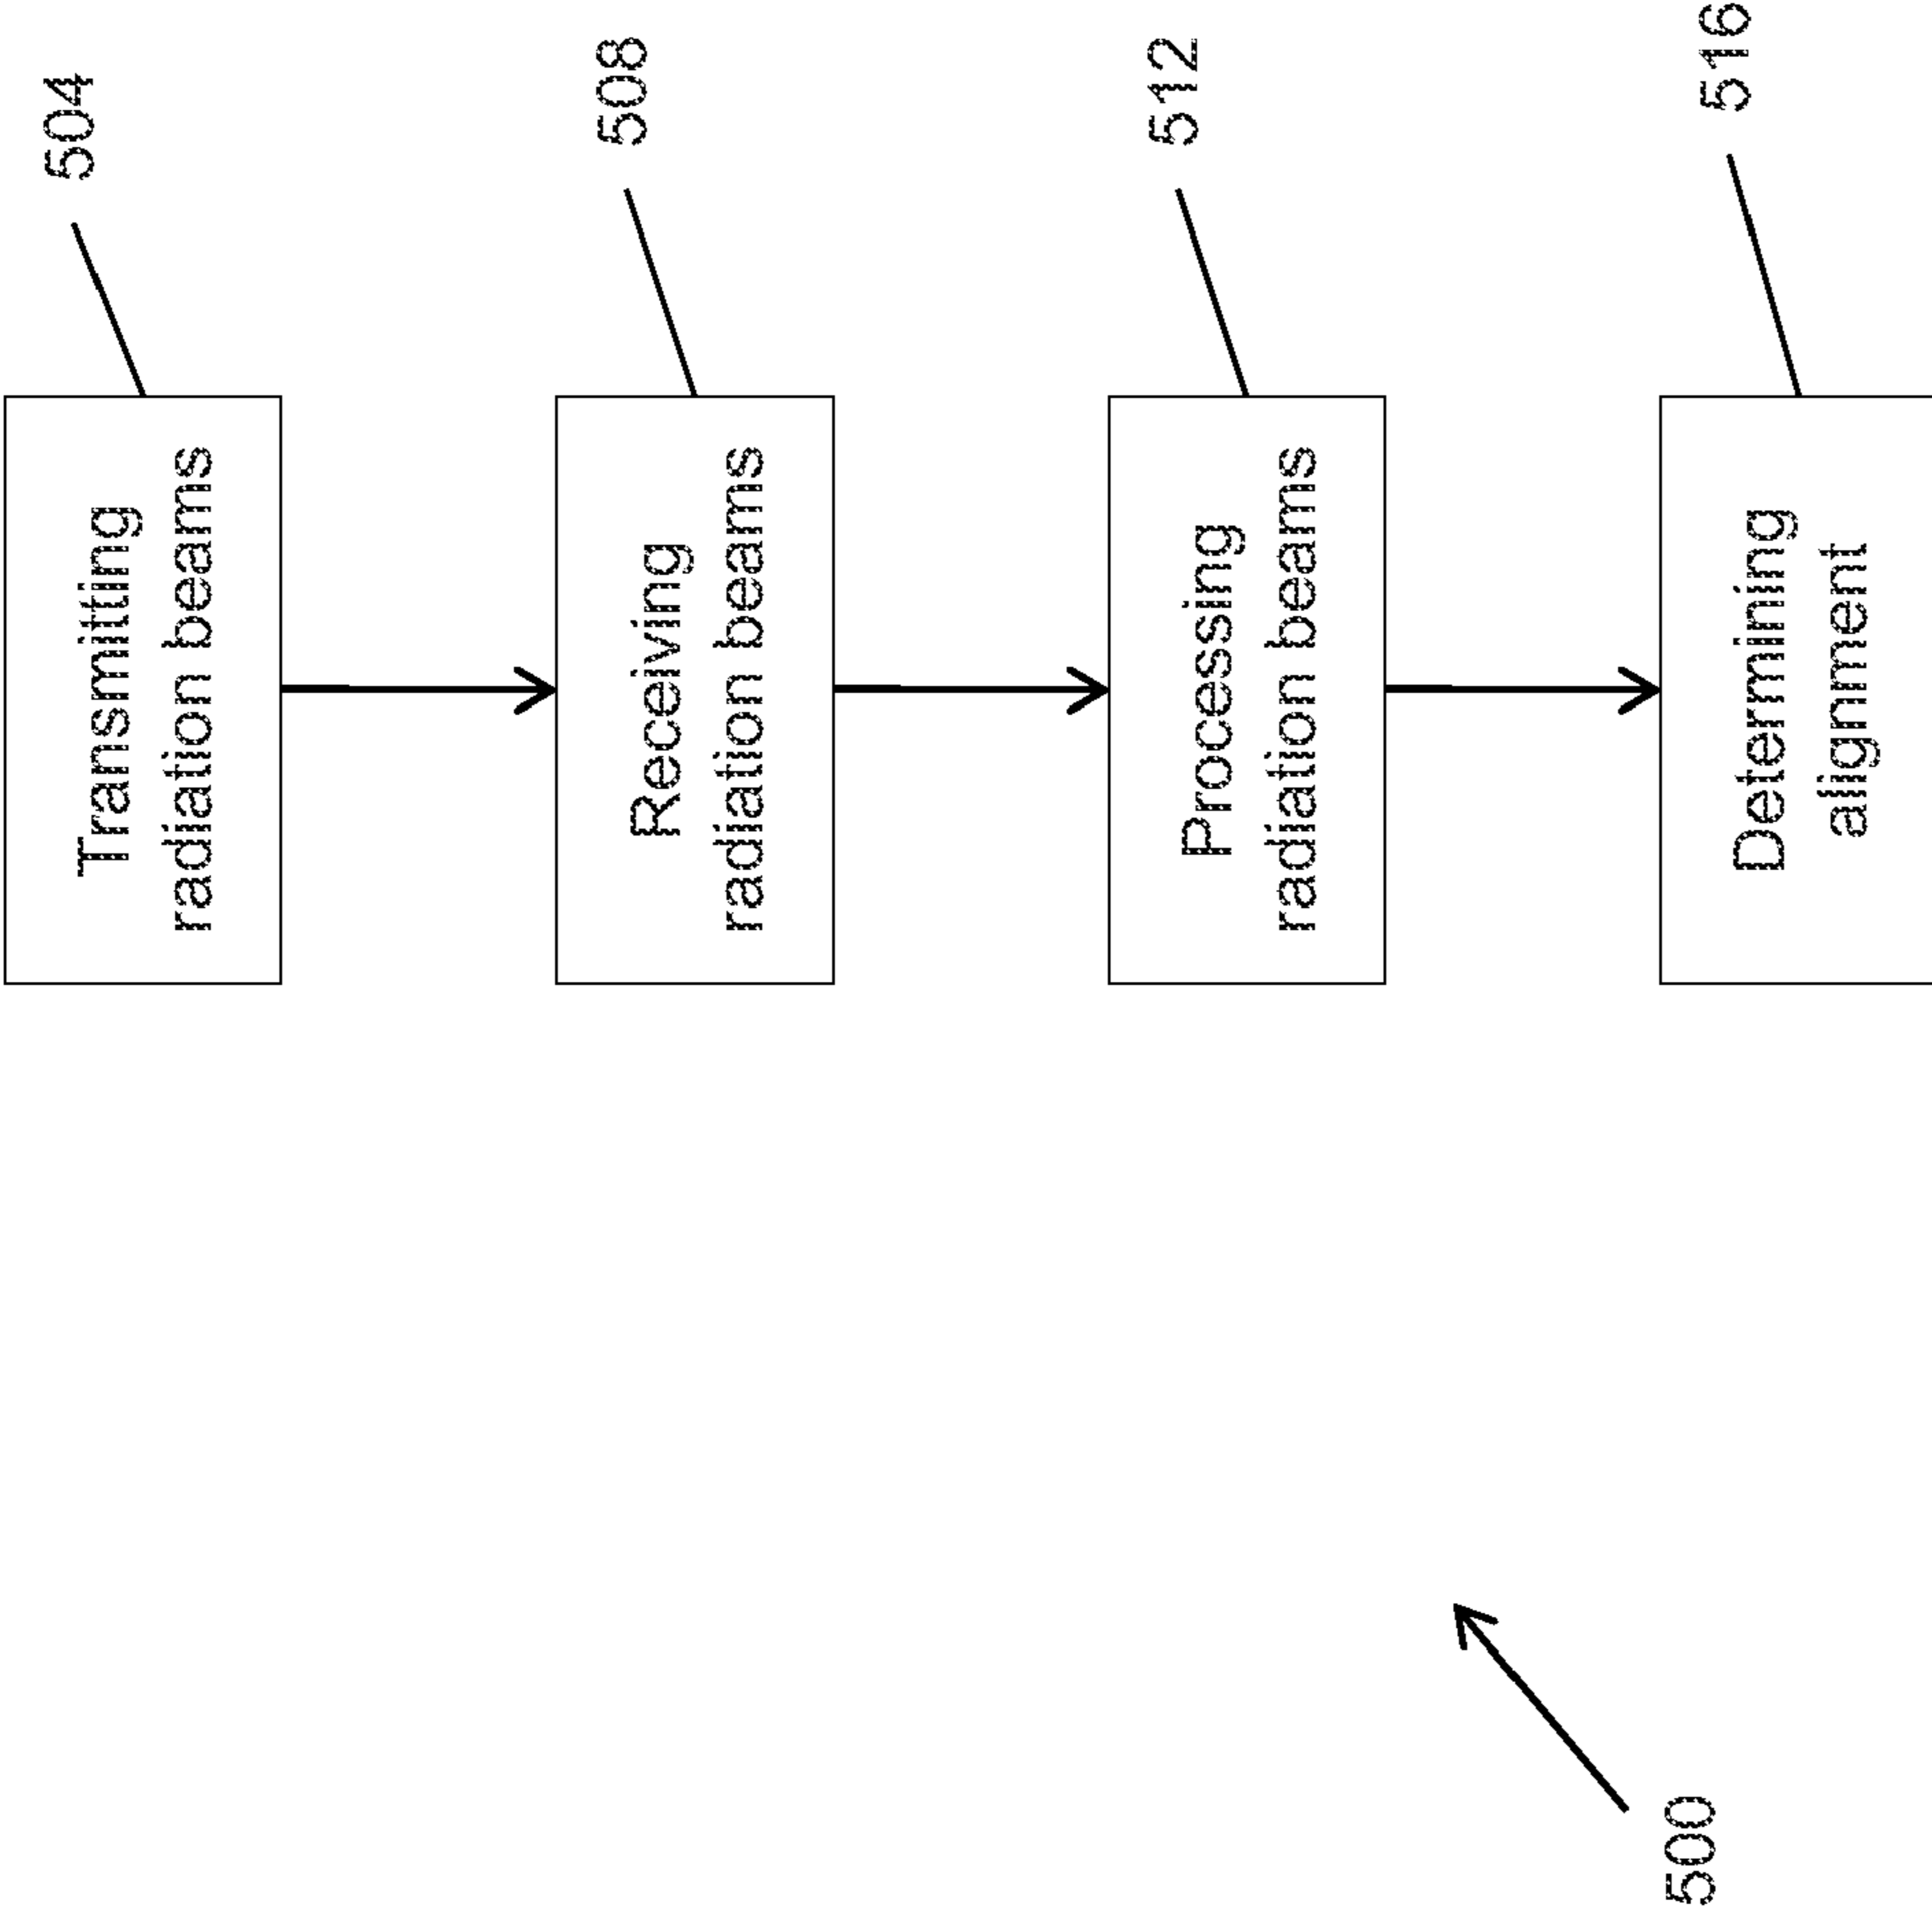 504
Transmitting
radiation beams
508
Receiving
radiation beams
512
Processing
radiation beams
516
Determining
alignment
500